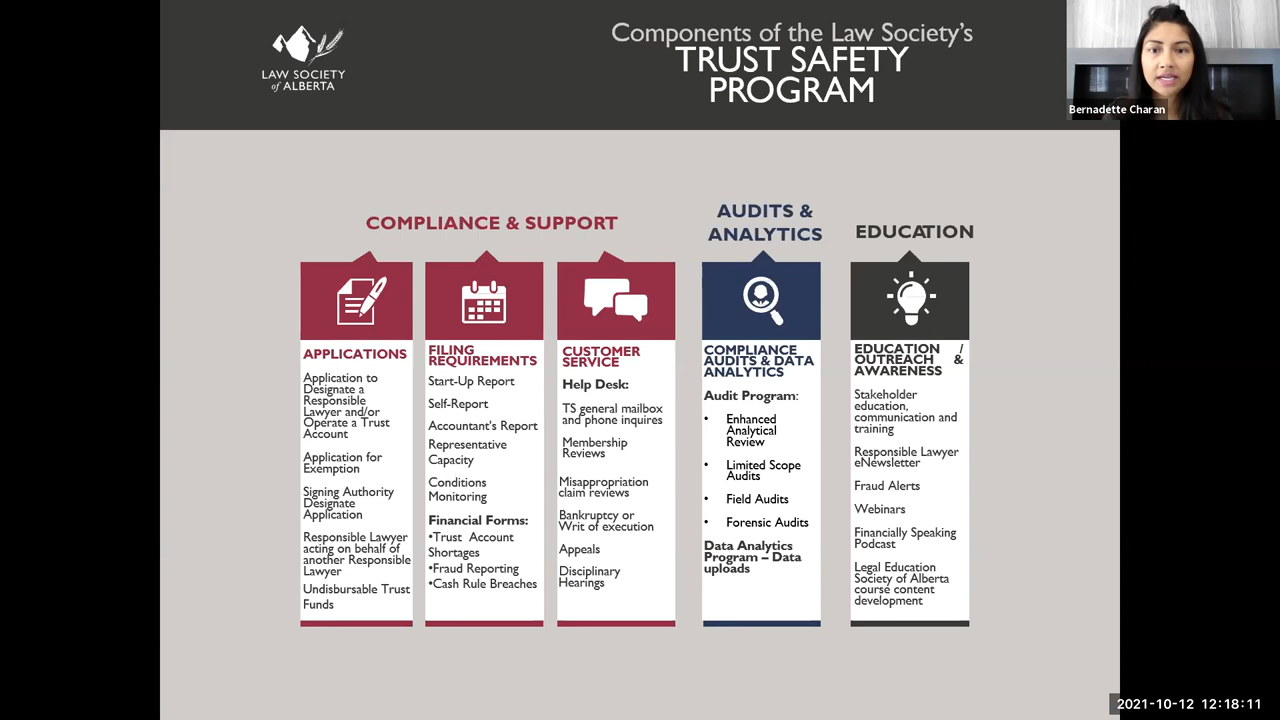 LAW SOCIETY
of ALBERTA
Components of the Law Society's
TRUST SAFETY
PROGRAM
Bernadette Charan
COMPLIANCE & SUPPORT
AUDITS &
ANALYTICS
EDUCATION
APPLICATIONS
Application to
Designate a
Responsible
Lawyer and/or
Operate a Trust
Account
Application for
Exemption
Signing Authority
Designate
Application
Responsible Lawyer
acting on behalf of
another Responsible
Lawyer
Undisbursable Trust
Funds
FILING
REQUIREMENTS
Start-Up Report
Self-Report
Accountant's Report
Representative
Capacity
Conditions
Monitoring
Financial Forms:
•Trust Account
Shortages
•Fraud Reporting
•Cash Rule Breaches
CUSTOMER
SERVICE
Help Desk:
TS general mailbox
and phone inquires
Membership
Reviews
Misappropriation
claim reviews
Bankruptcy or
Writ of execution
Appeals
Disciplinary
Hearings
COMPLIANCE
AUDITS & DATA
ANALYTICS
Audit Program:
• Enhanced
Analytical
Review
• Limited Scope
Audits
• Field Audits
• Forensic Audits
Data Analytics
Program – Data
uploads
EDUCATION /
OUTREACH &
AWARENESS
Stakeholder
education,
communication and
training
Responsible Lawyer
eNewsletter
Fraud Alerts
Webinars
Financially Speaking
Podcast
Legal Education
Society of Alberta
course content
development
2021-10-12 12:18:11